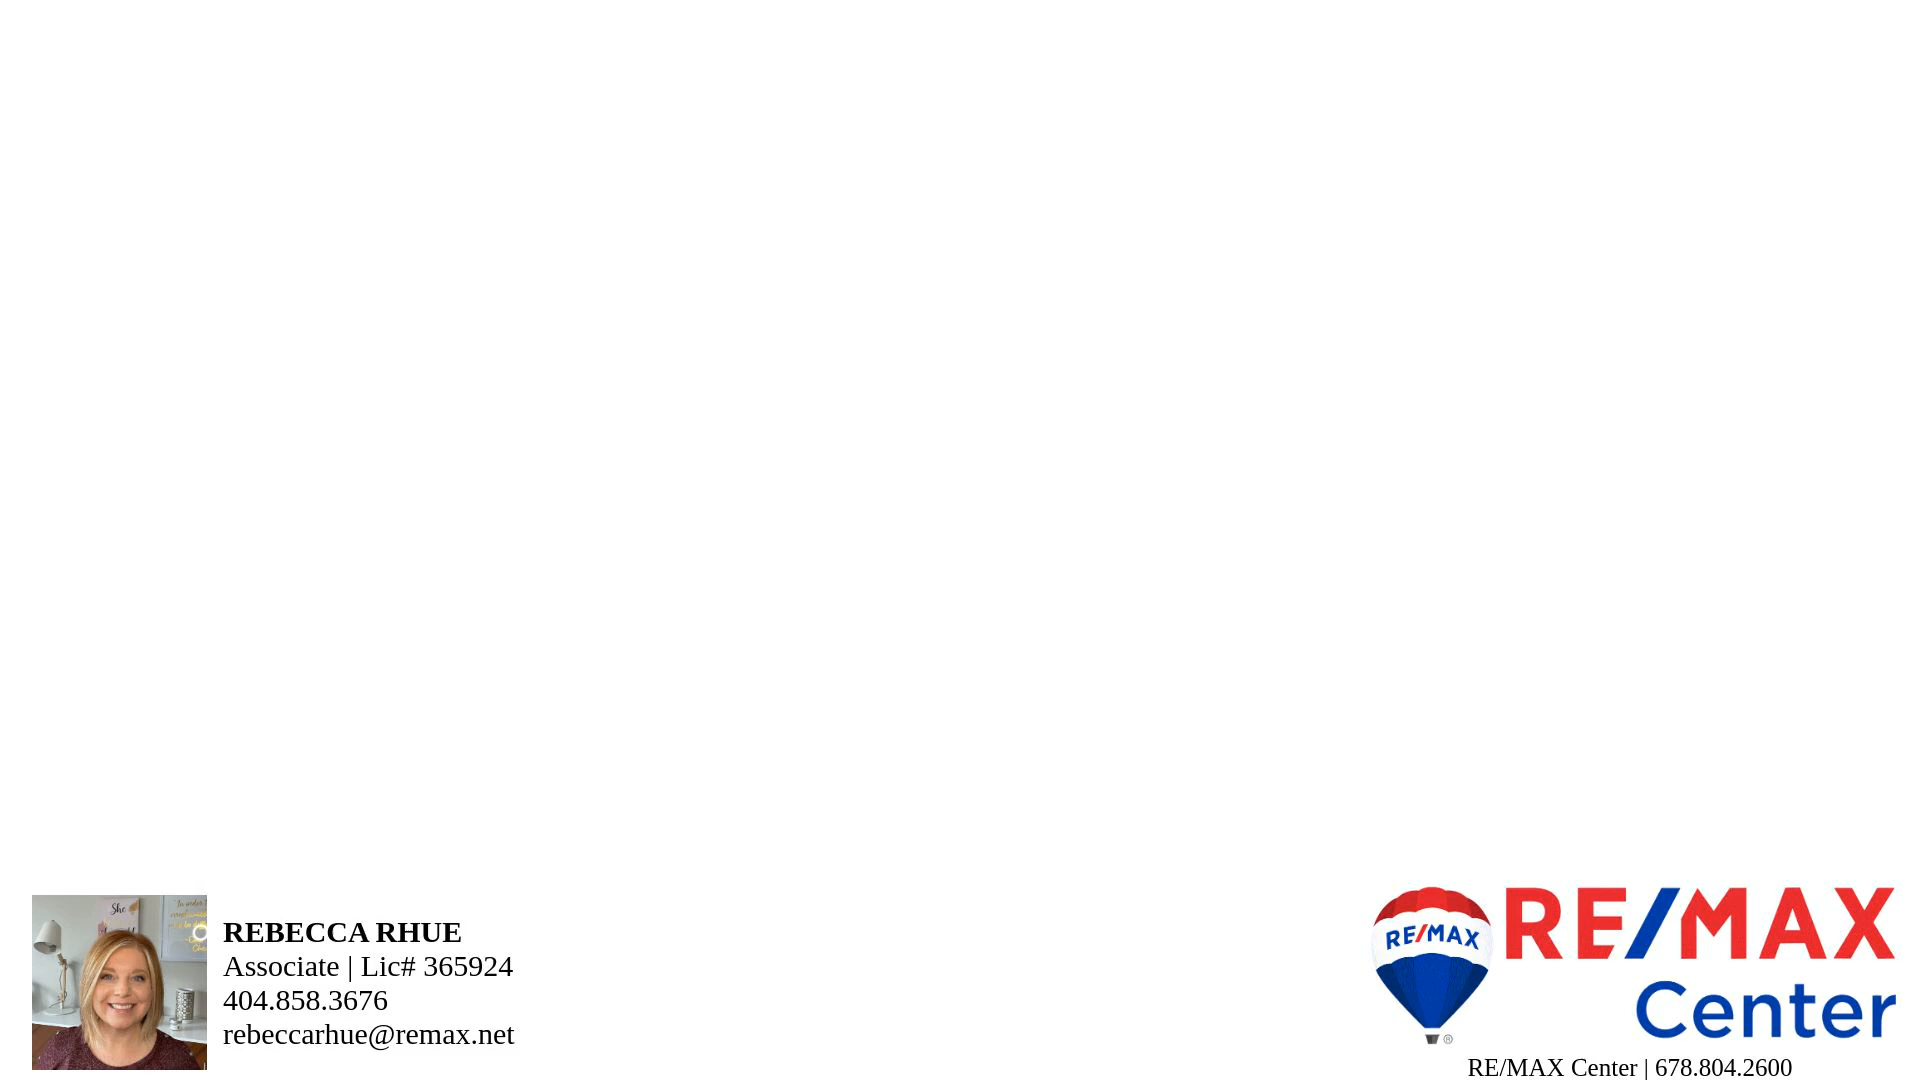 She
REBECCA RHUE
Associate | Lic# 365924
404.858.3676
rebeccarhue@remax.net
RE/MAX
RE/MAX
Center
®
RE/MAX Center | 678.804.2600